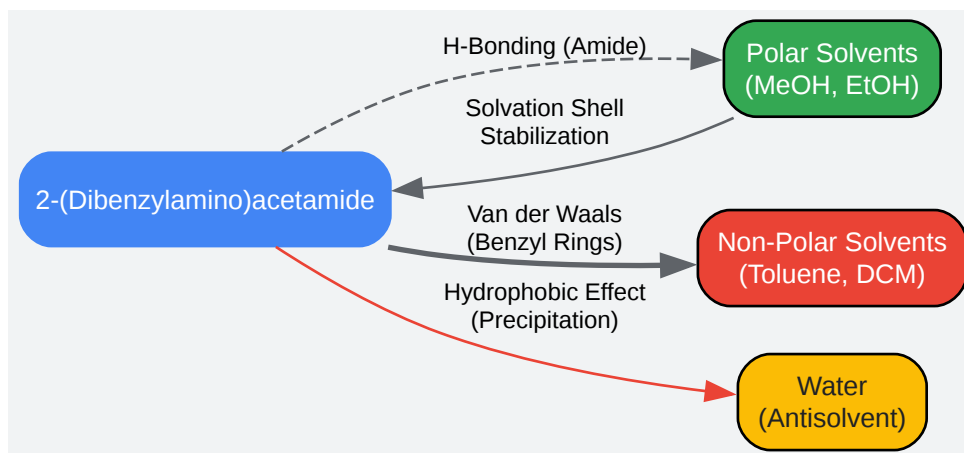 H-Bonding (Amide)
Polar Solvents
(MeOH, EtOH)
Solvation Shell
Stabilization
2-(Dibenzylamino)acetamide
Van der Waals
(Benzyl Rings)
Non-Polar Solvents
(Toluene, DCM)
Hydrophobic Effect
(Precipitation)
Water
(Antisolvent)